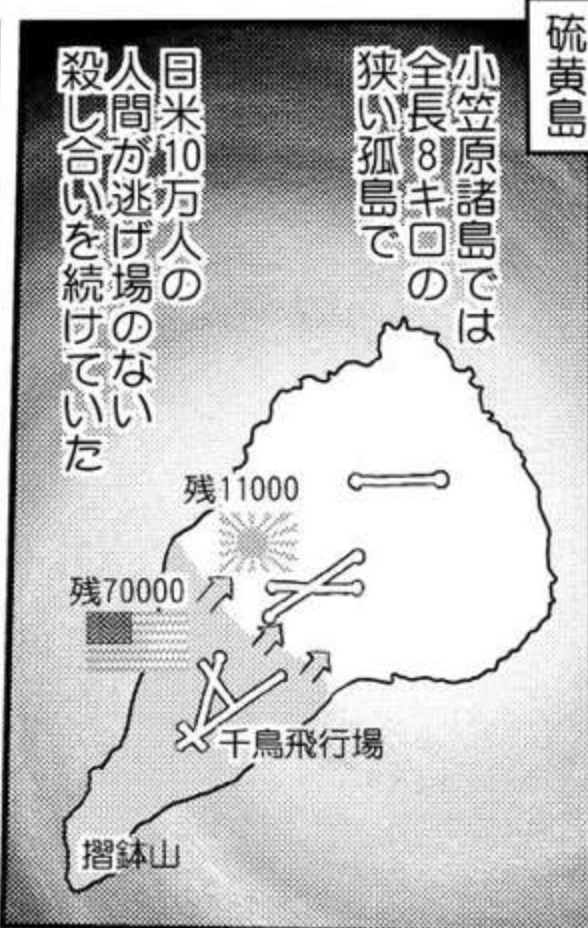 硫黄島
小笠原諸島では
全長8キロの
狭い孤島で
日米10万人の
人間が逃げ場のない
殺し合いを続けていた
残11000
残70000
千鳥飛行場
摺鉢山